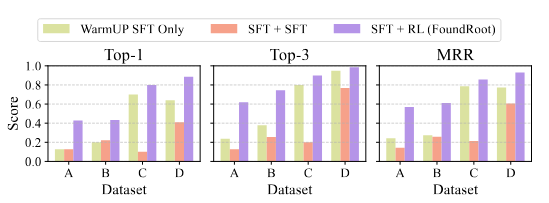 WarmUP SFT Only SFT + SFT SFT + RL (FoundRoot)
Top-1 Top-3 MRR
Score
1.0
0.8
0.6
0.4
0.2
0.0
A B C D A B C D A B C D
Dataset Dataset Dataset